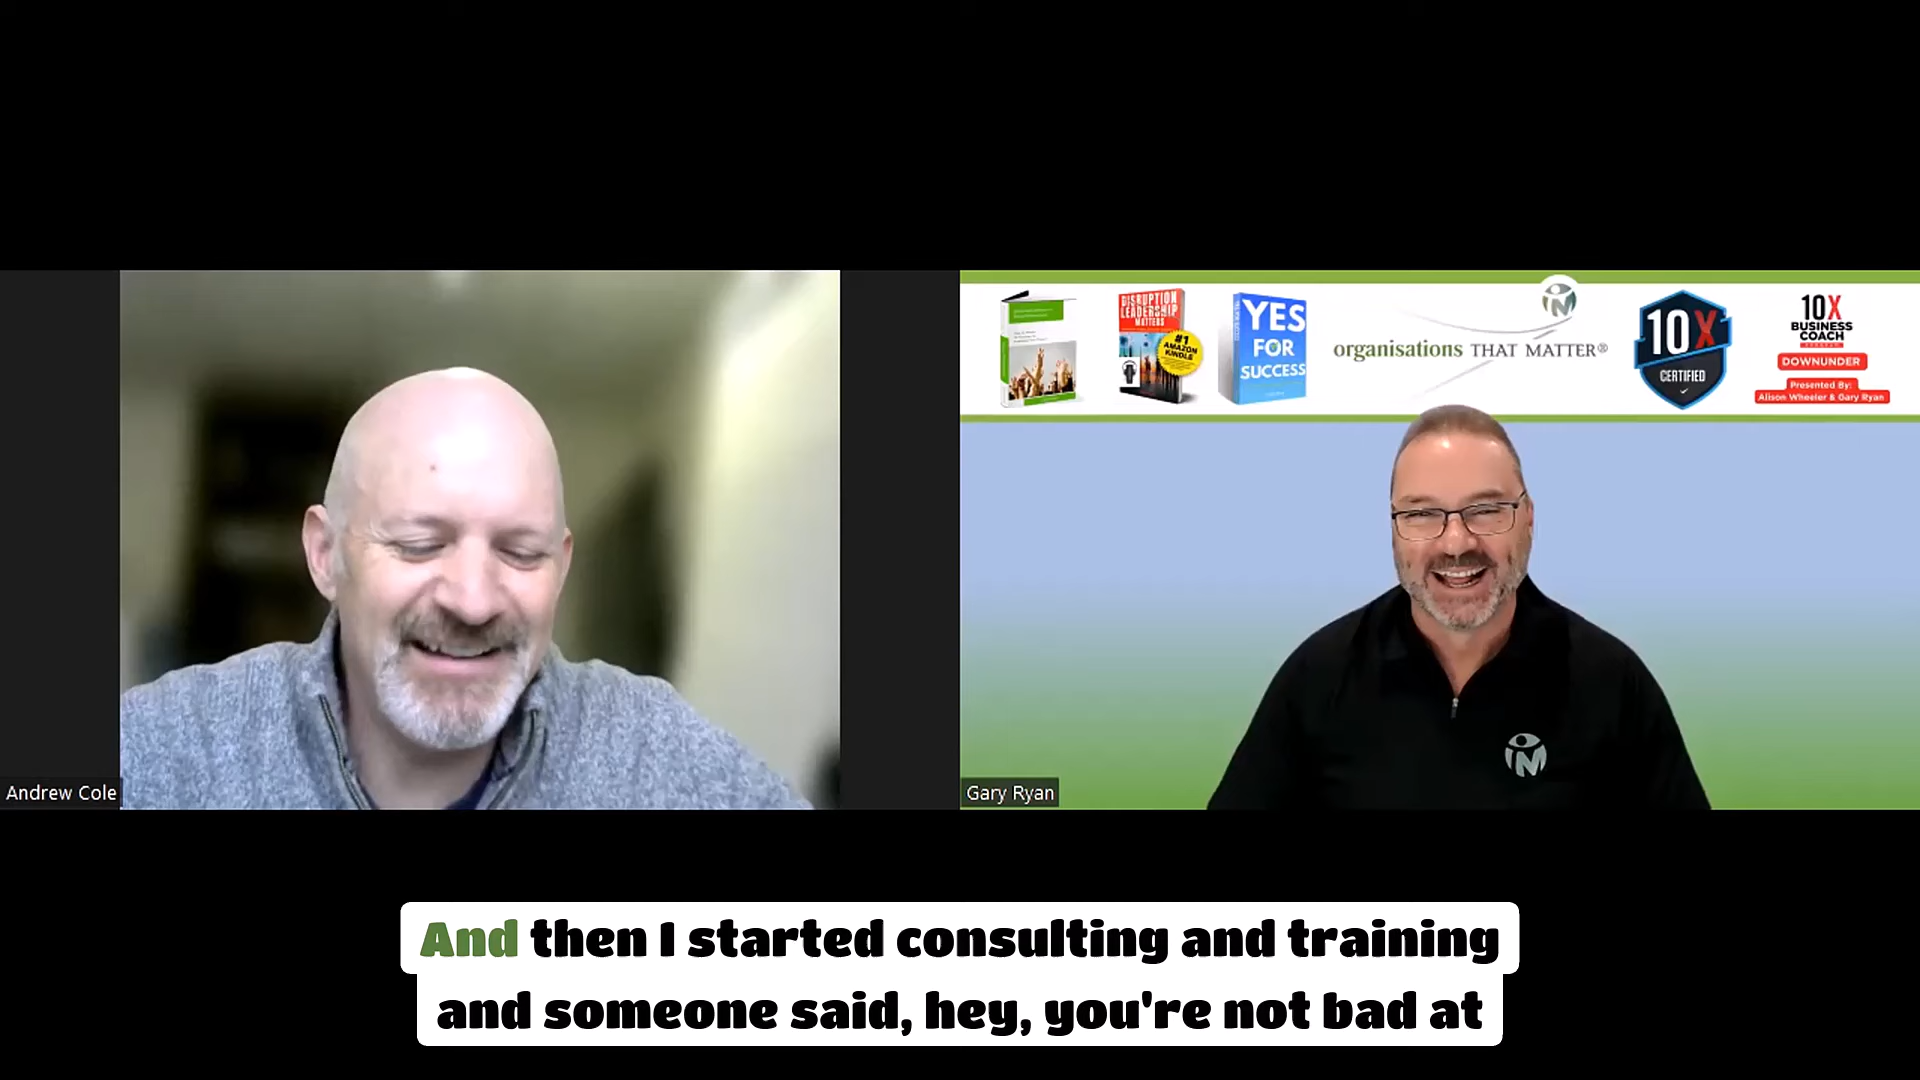 DISRUPTION
LEADERSHIP
MATTERS
#1
AMAZON
KINDLE
YES
FOR
SUCCESS
organisations THAT MATTER®
10X
CERTIFIED
10X
BUSINESS
COACH
DOWNUNDER
Presented By:
Alison Wheeler & Gary Ryan
Andrew Cole
Gary Ryan
And then I started consulting and training
and someone said, hey, you're not bad at